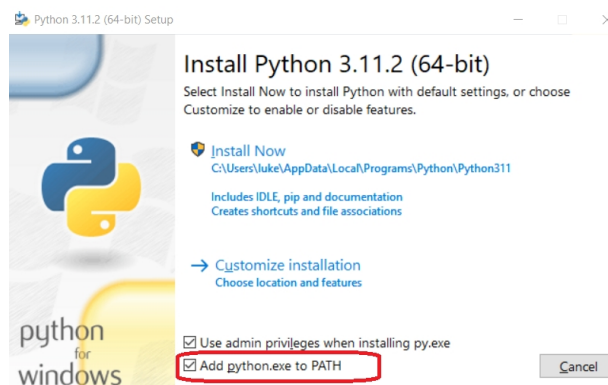 Python 3.11.2 (64-bit) Setup
Install Python 3.11.2 (64-bit)
Select Install Now to install Python with default settings, or choose
Customize to enable or disable features.
Install Now
C:\Users\luke\AppData\Local\Programs\Python\Python311
Includes IDLE, pip and documentation
Creates shortcuts and file associations
Customize installation
Choose location and features
python
for
windows
Use admin privileges when installing py.exe
Add python.exe to PATH
Cancel